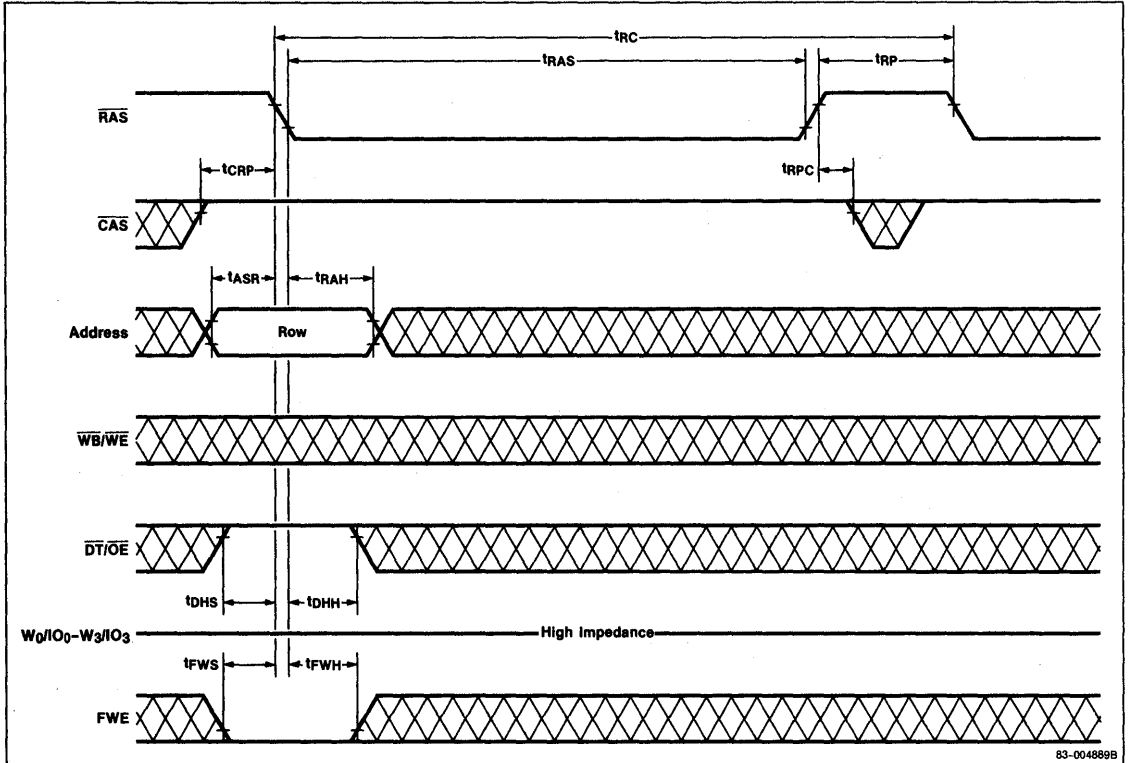 tRC
tRAS
tRP
RAS
tCRP
tRPC
CAS
tASR
tRAH
Address
Row
WB/WE
DT/OE
tDHS
tDHH
W0/IO0-W3/IO3
High Impedance
tFWS
tFWH
FWE
83-004889B